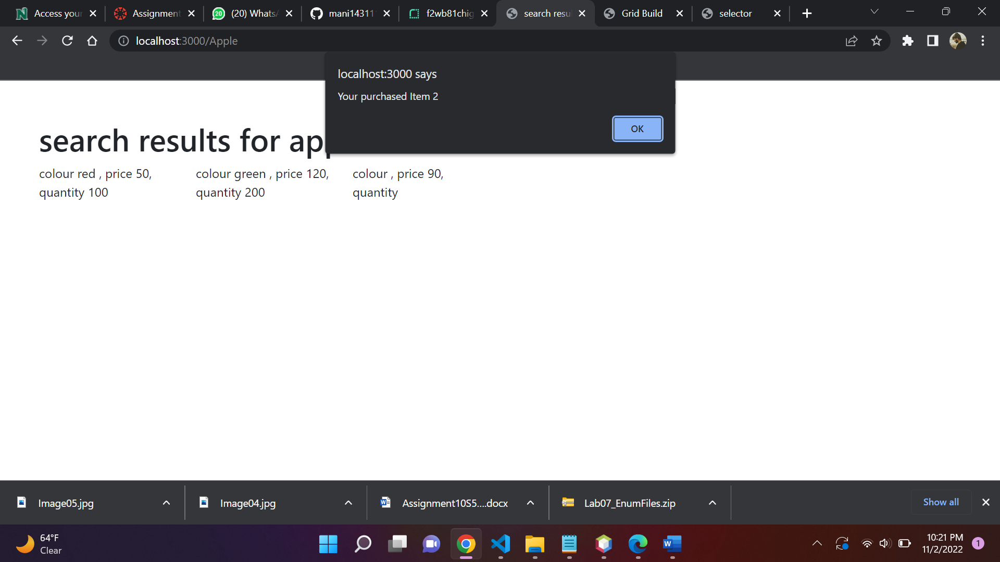 Access your
Assignment
20
(20) Whats
mani14311
f2wb81chig
search resu
Grid Build
selector
localhost:3000/Apple
localhost:3000 says
Your purchased Item 2
OK
search results for ap
colour red , price 50,
quantity 100
colour green , price 120,
quantity 200
colour , price 90,
quantity
Image05.jpg
Image04.jpg
Assignment10S5....docx
Lab07_EnumFiles.zip
Show all
64°F
Clear
10:21 PM
11/2/2022
1